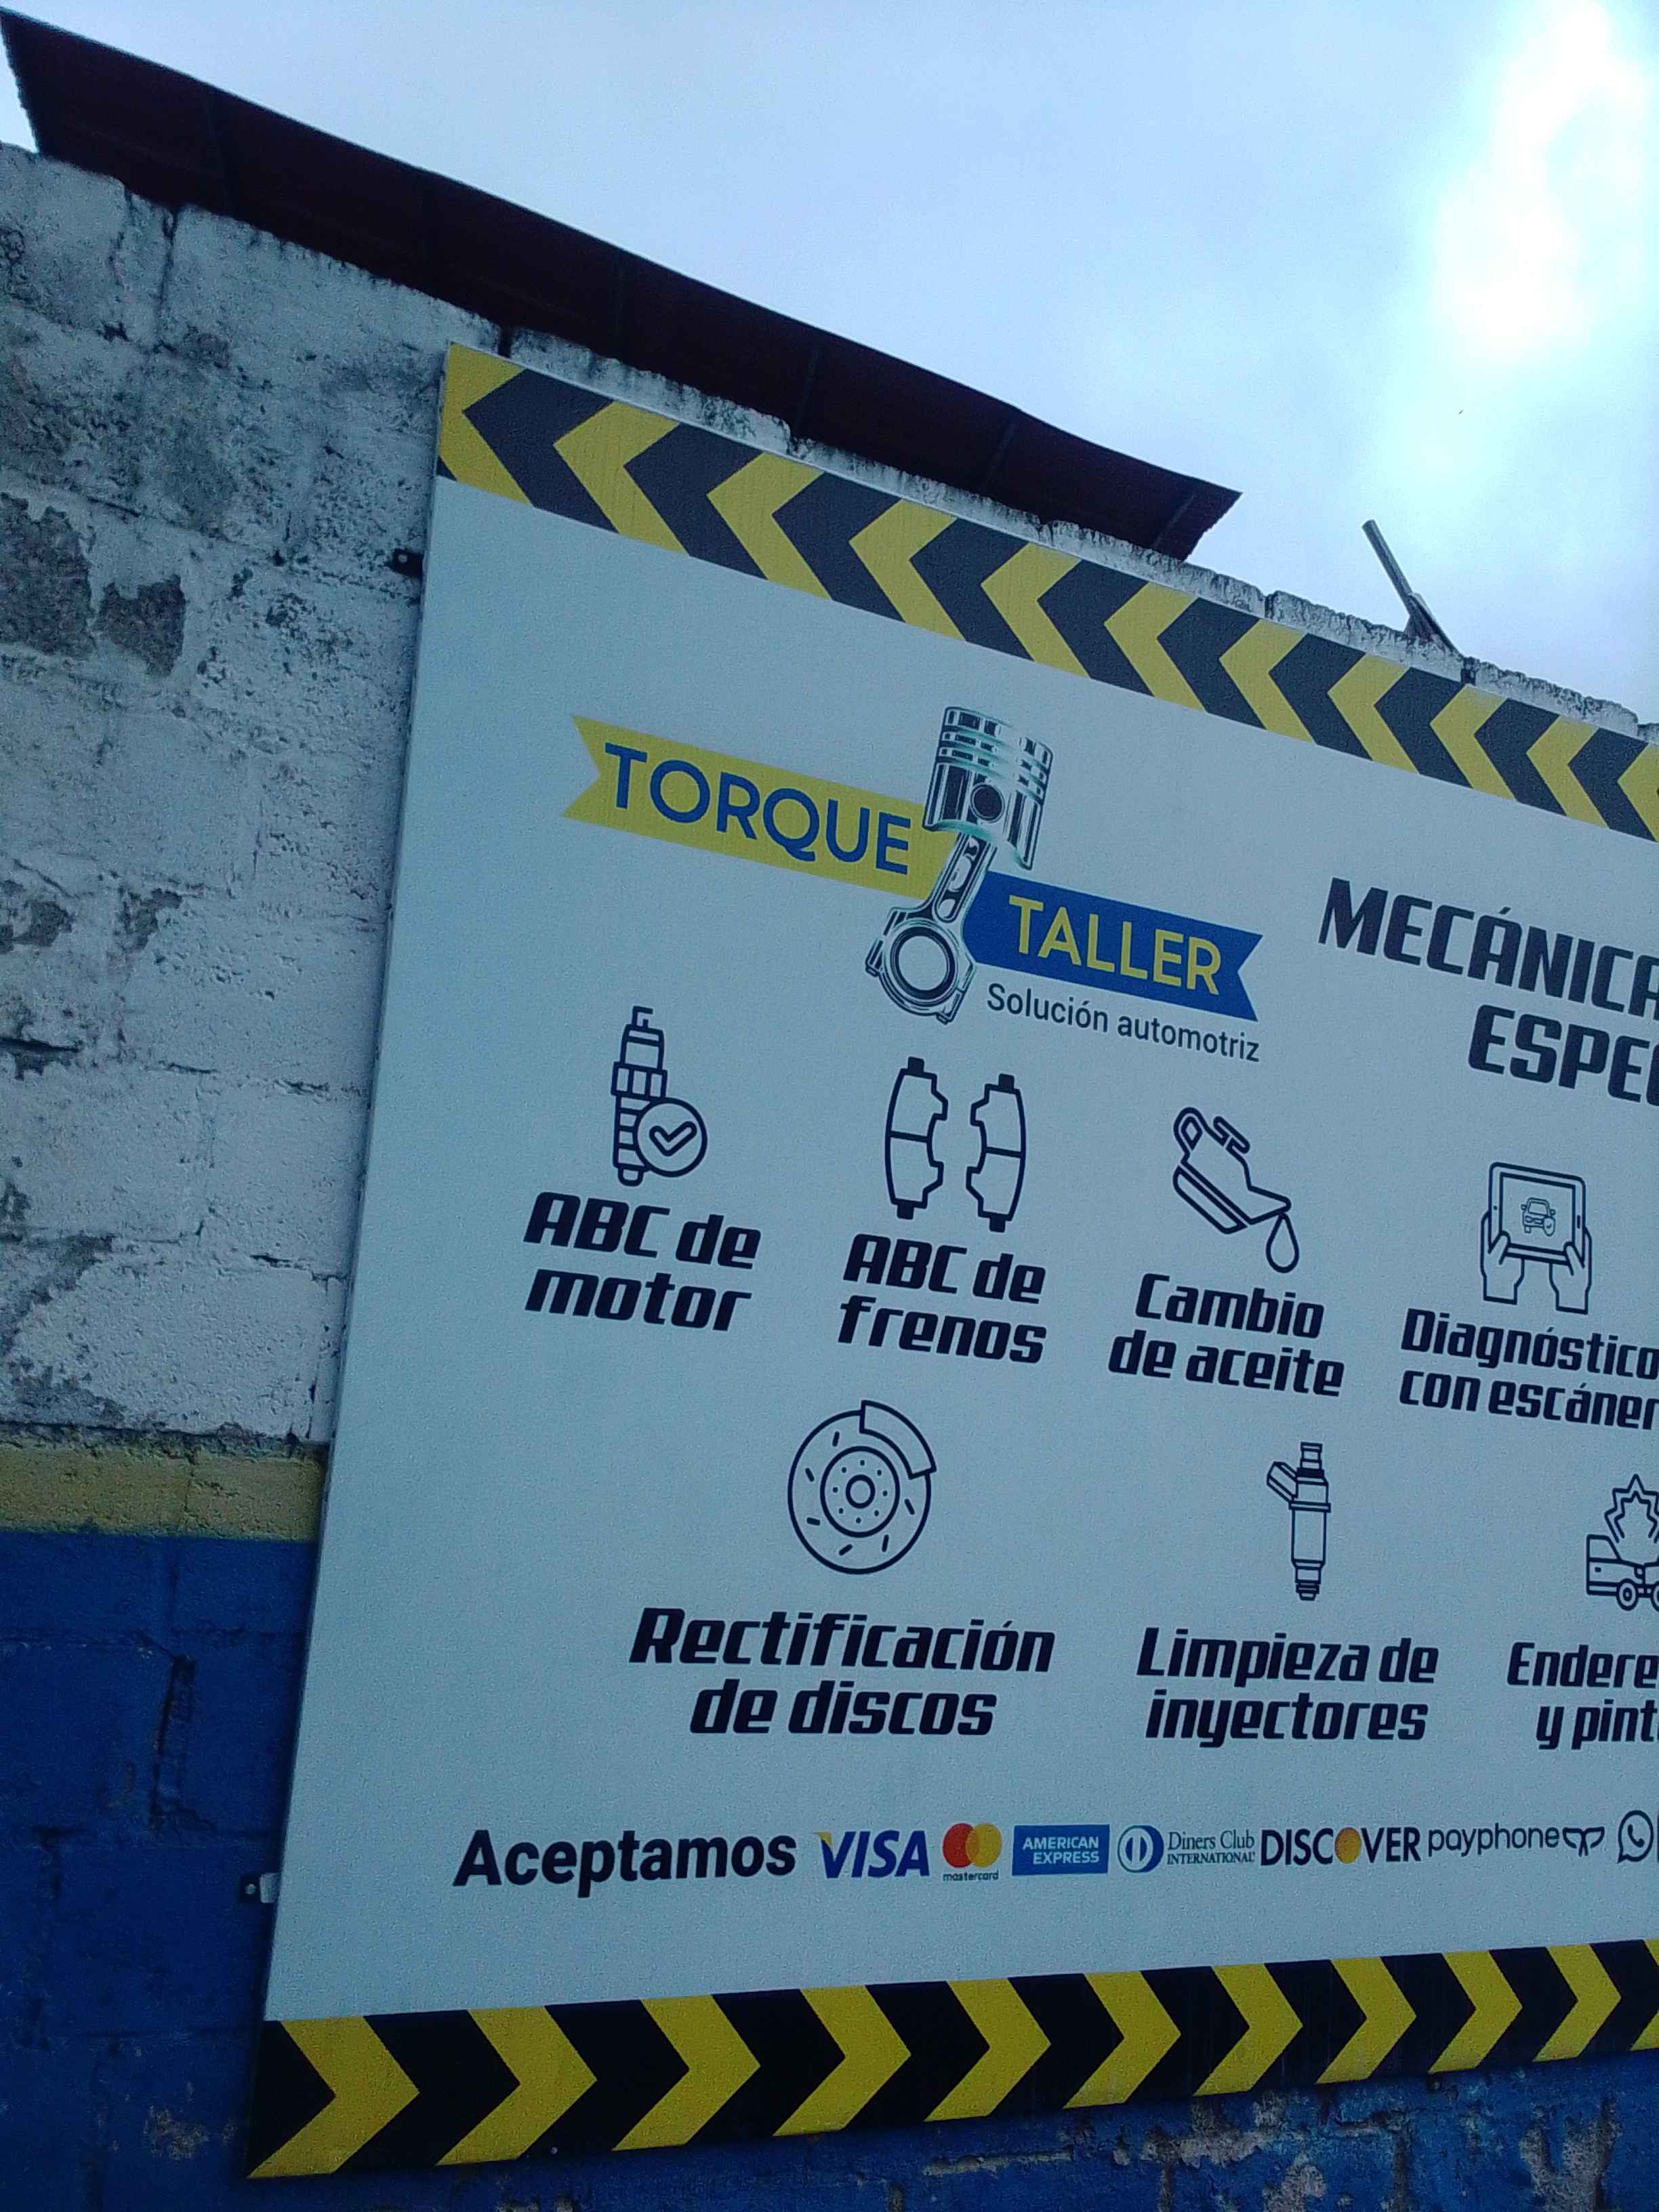 TORQUE
TALLER
Solución automotriz
MECÁNICA
ABC de
motor
ABC de
frenos
Cambio
de aceite
Diagnóstico
con escáner
Rectificación
de discos
Limpieza de
inyectores
y
Aceptamos VISA mastercard AMERICAN EXPRESS Diners Club INTERNATIONAL DISCOVER payphone